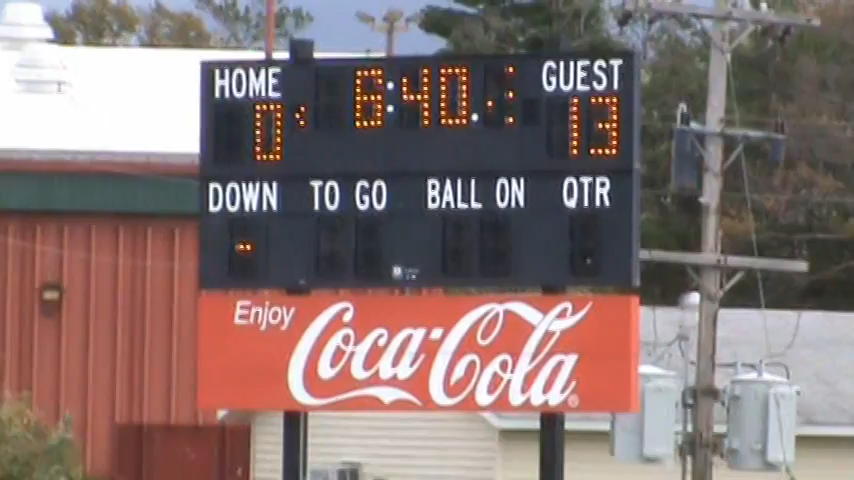 HOME 6:40. GUEST
0 13
DOWN TO GO BALL ON QTR
Enjoy
Coca-Cola®